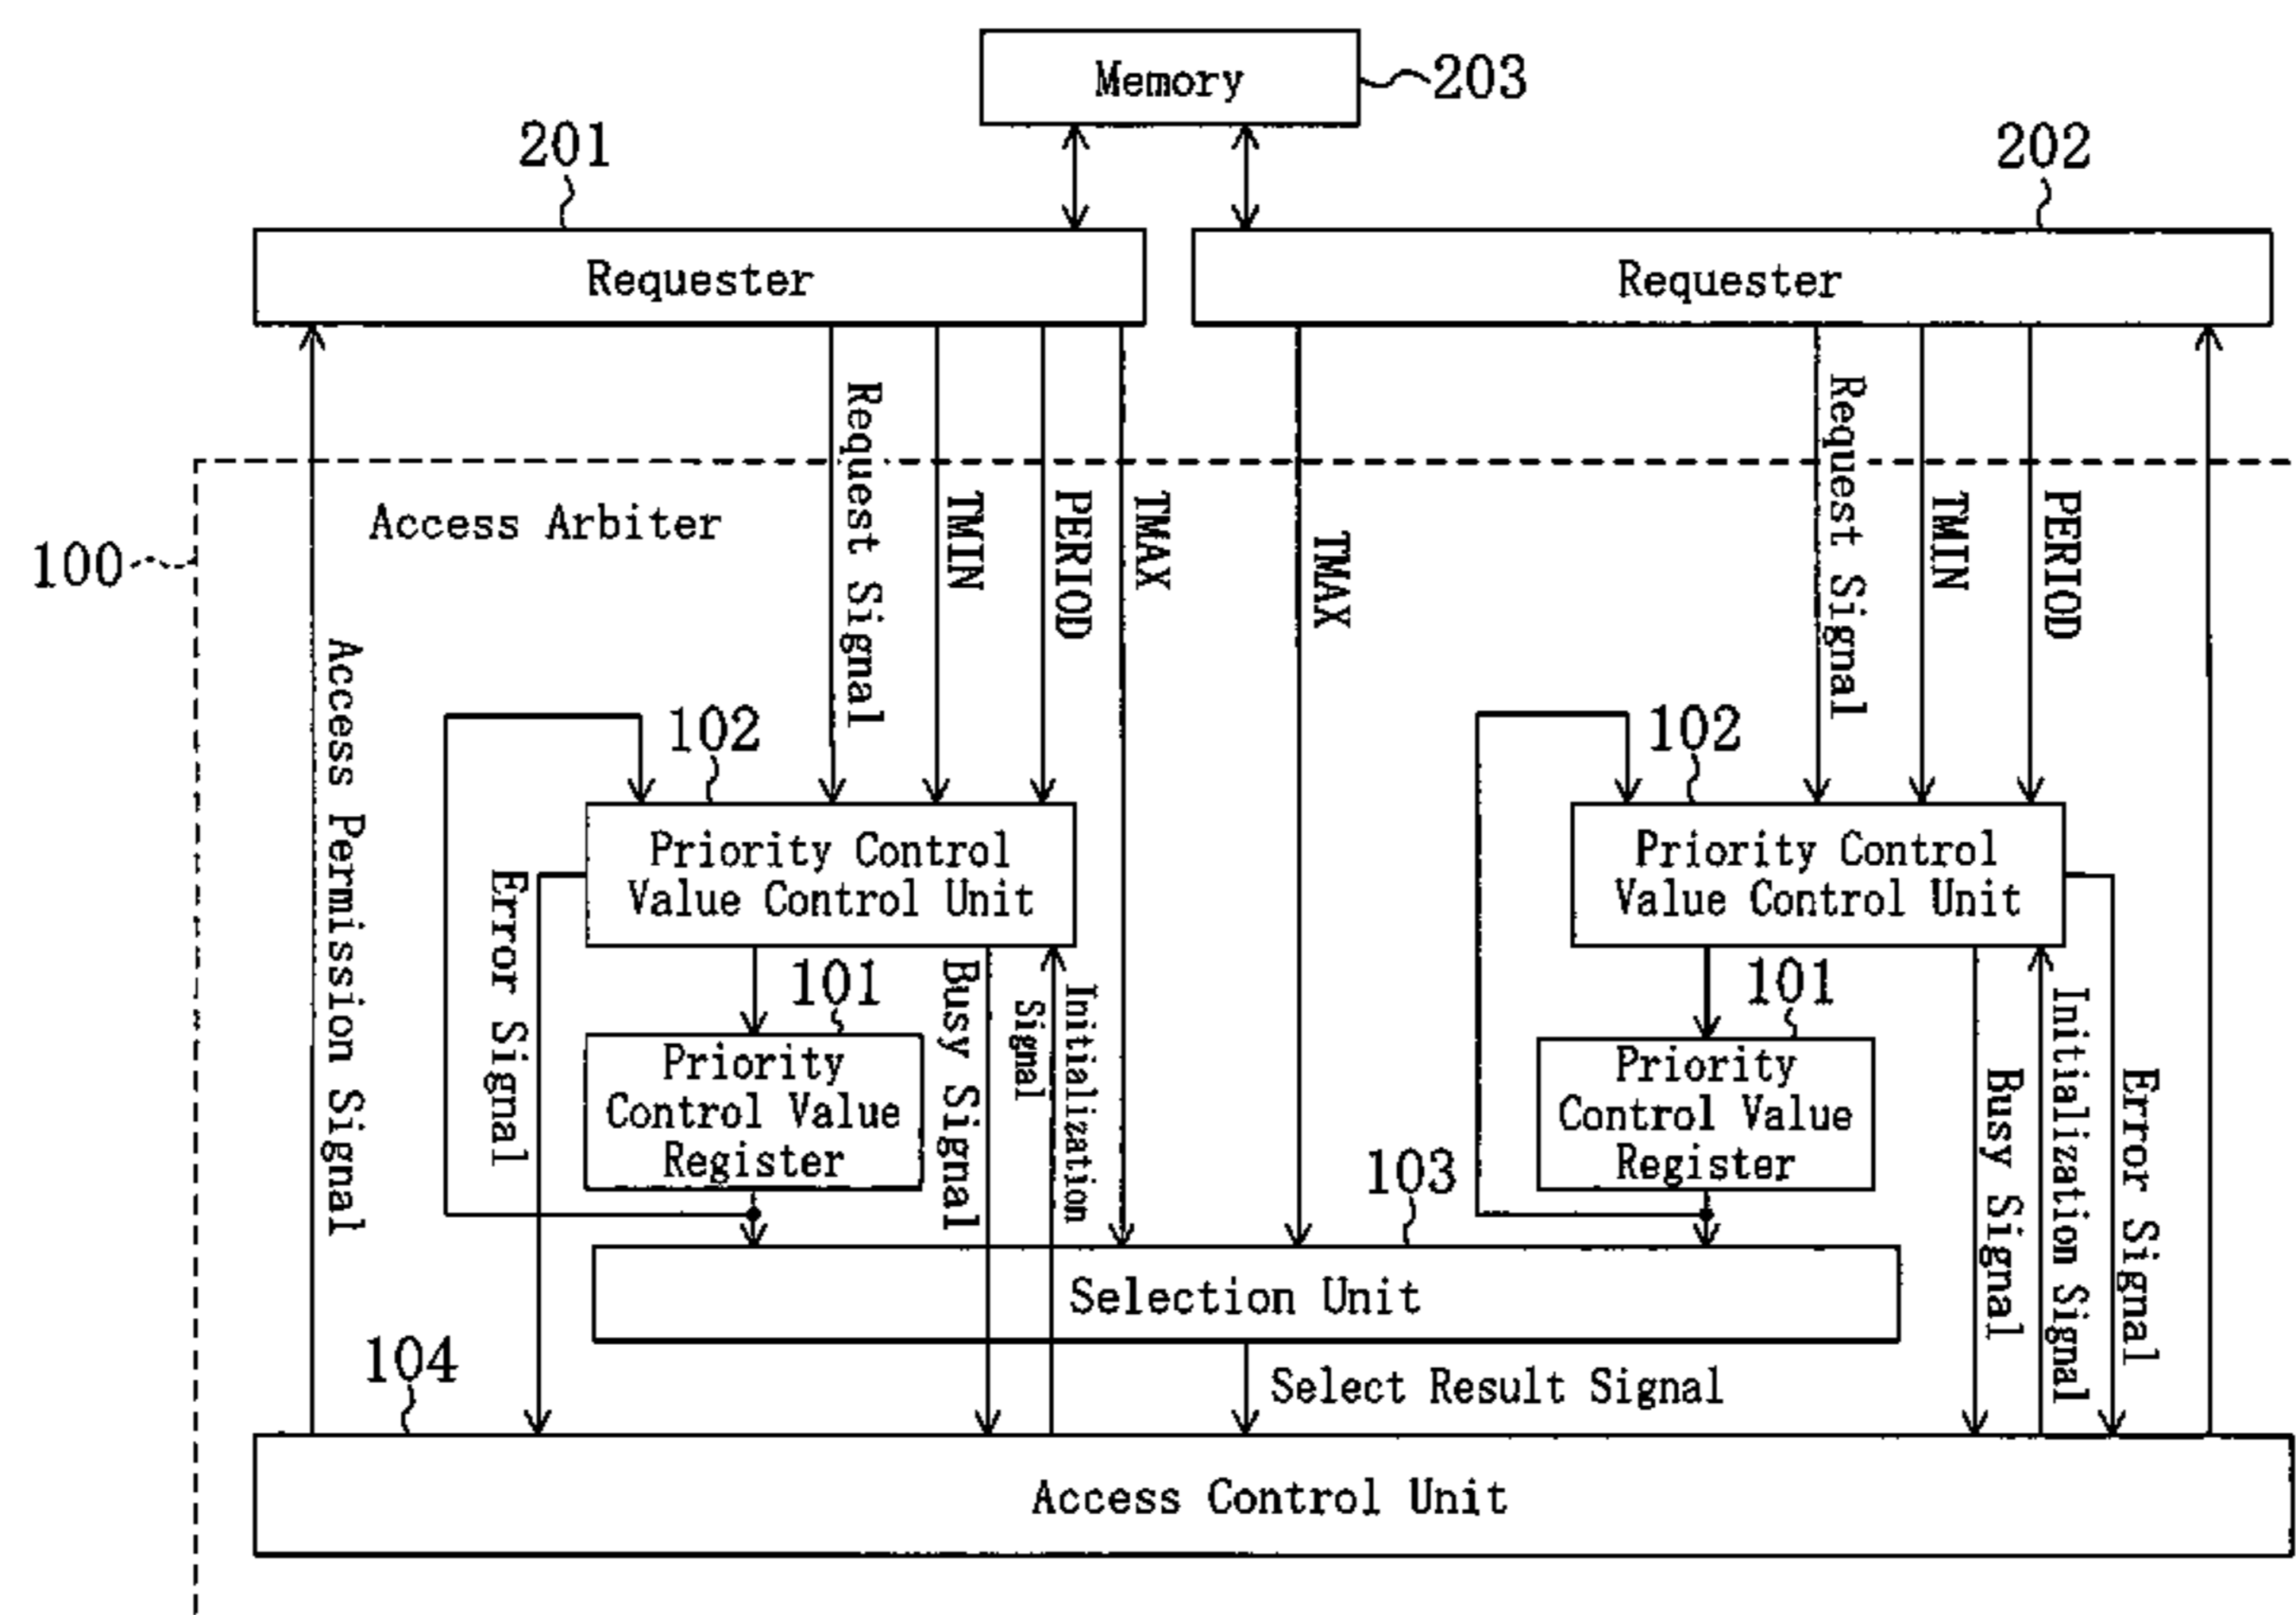 Memory
203
201
202
Requester
Requester
Request Signal
TMIN
PERIOD
TMAX
TMAX
Request Signal
TMIN
PERIOD
Access Arbiter
100
Access Permission Signal
102
102
Priority Control
Value Control Unit
Priority Control
Value Control Unit
Error Signal
101
Busy Signal
Initialization
Signal
101
Priority
Control Value
Register
Priority
Control Value
Register
Busy Signal
Initialization Signal
Error Signal
103
Selection Unit
104
Select Result Signal
Access Control Unit